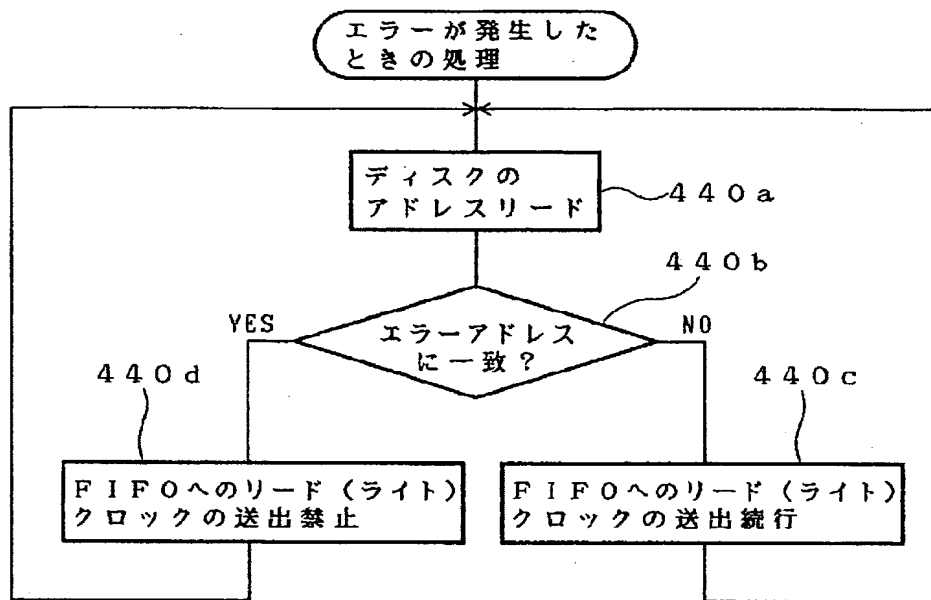 エラーが発生した
ときの処理
ディスクの
アドレスリード
440a
440b
エラーアドレス
に一致?
YES
NO
440d
440c
FIFOへのリード(ライト)
クロックの送出禁止
FIFOへのリード(ライト)
クロックの送出続行